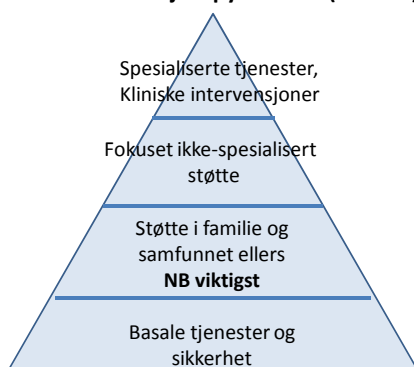 Spesialiserte tjenester,
Kliniske intervensjoner
Fokuset ikke-spesialisert
støtte
Støtte i familie og
samfunnet ellers
NB viktigst
Basale tjenester og
sikkerhet